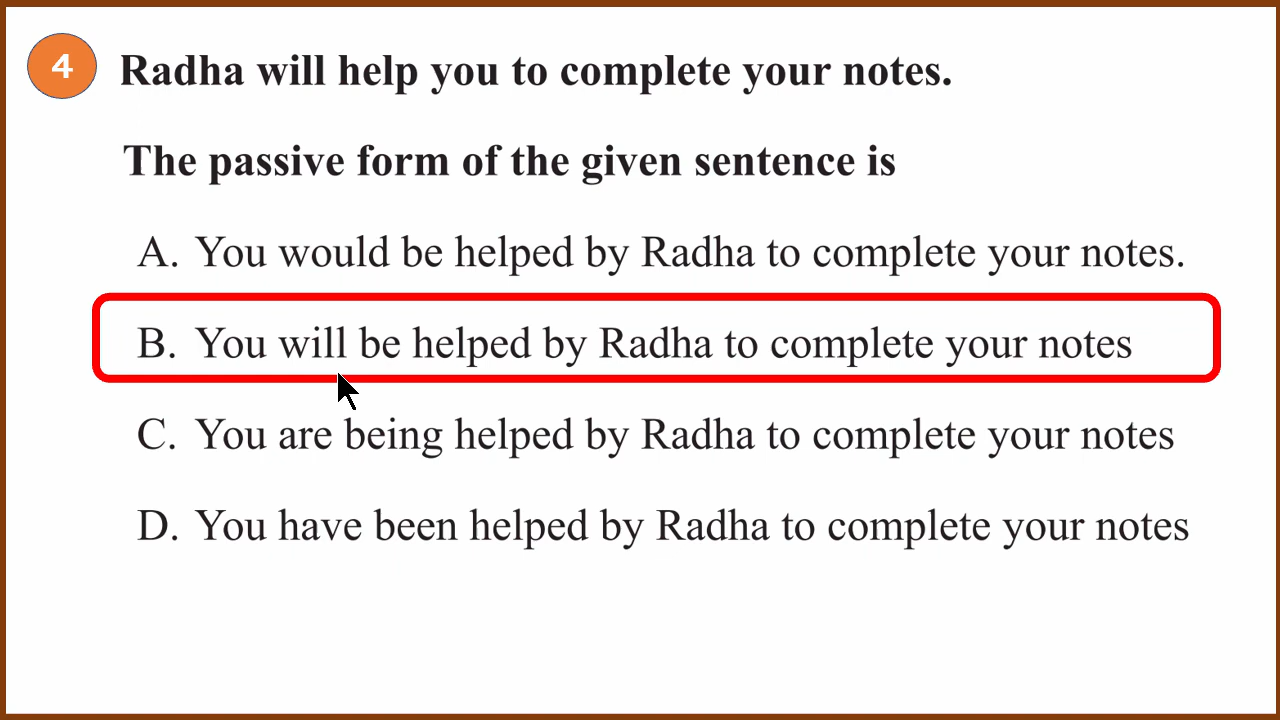 4 Radha will help you to complete your notes.
The passive form of the given sentence is
A. You would be helped by Radha to complete your notes.
B. You will be helped by Radha to complete your notes
C. You are being helped by Radha to complete your notes
D. You have been helped by Radha to complete your notes